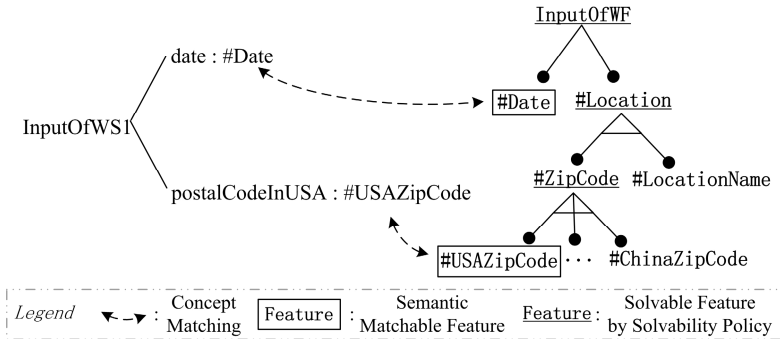 InputOfWF
date : #Date
#Date #Location
InputOfWS1
#ZipCode #LocationName
postalCodeInUSA : #USAZipCode
#USAZipCode ··· #ChinaZipCode
Legend : Concept Matching Feature : Semantic Matchable Feature Feature : Solvable Feature by Solvability Policy